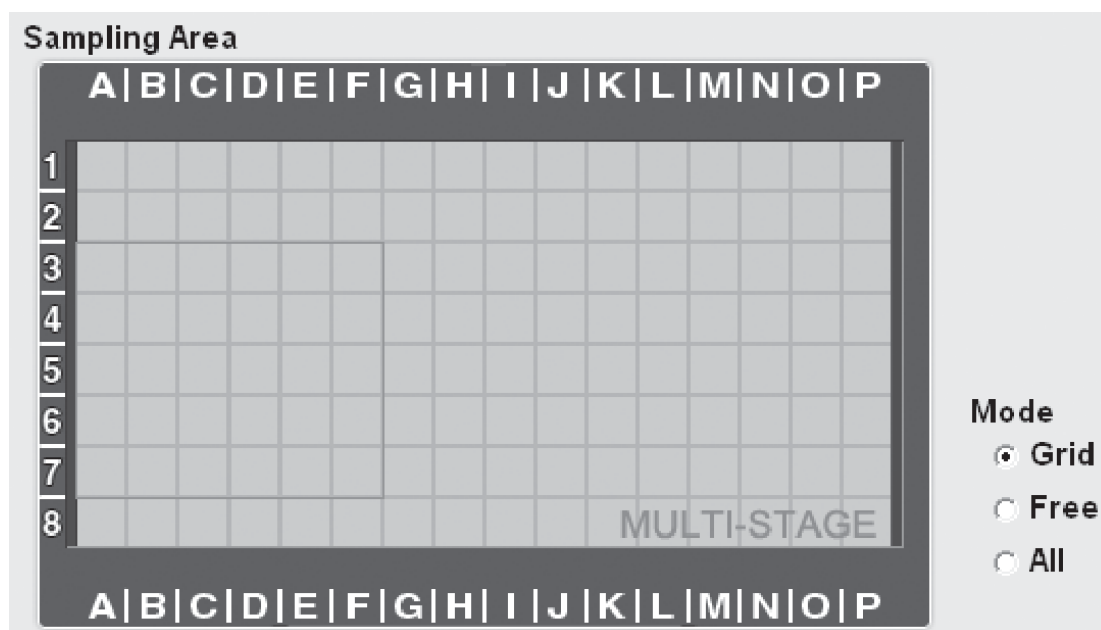 Sampling Area
A|B|C|D|E|F|G|H|I|J|K|L|M|N|O|P
1
2
3
4
5
6
7
8
MULTI-STAGE
A|B|C|D|E|F|G|H|I|J|K|L|M|N|O|P
Mode
Grid
Free
All